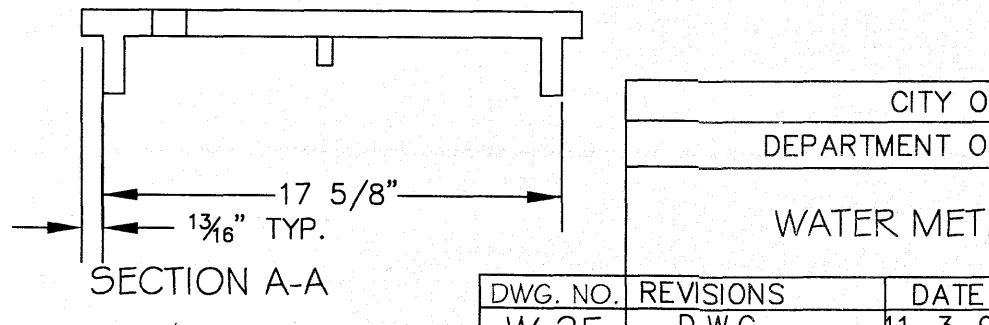 17 5/8"
13/16" TYP.
SECTION A-A
CITY O
DEPARTMENT O
WATER MET
DWG. NO. REVISIONS DATE
D.W.G.